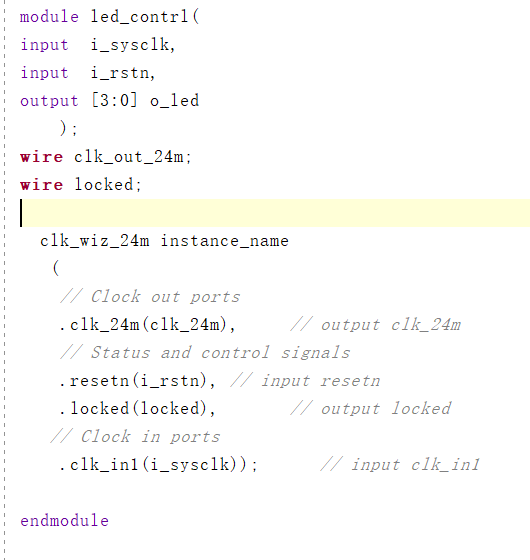 module led_contrl(
input  i_sysclk,
input  i_rstn,
output [3:0] o_led
    );
wire clk_out_24m;
wire locked;
  clk_wiz_24m instance_name
   (
    // Clock out ports
    .clk_24m(clk_24m),     // output clk_24m
    // Status and control signals
    .resetn(i_rstn), // input resetn
    .locked(locked),       // output locked
   // Clock in ports
    .clk_in1(i_sysclk));      // input clk_in1
endmodule